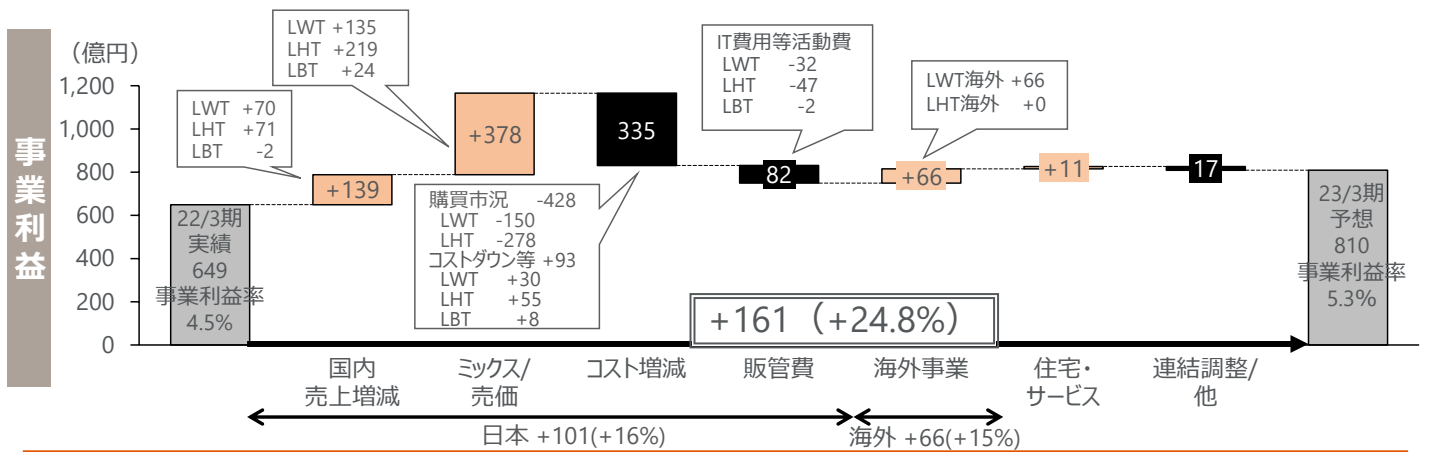 事業利益
（億円）
1,200
1,000
800
600
400
200
0
22/3期
実績
649
事業利益率
4.5%
LWT +70
LHT +71
LBT -2
+139
LWT +135
LHT +219
LBT +24
+378
335
購買市況 -428
LWT -150
LHT -278
コストダウン等 +93
LWT +30
LHT +55
LBT +8
IT費用等活動費
LWT -32
LHT -47
LBT -2
82
LWT海外 +66
LHT海外 +0
+66
+11
17
23/3期
予想
810
事業利益率
5.3%
+161（+24.8%）
国内
売上増減
ミックス/
売価
コスト増減
販管費
海外事業
住宅・
サービス
連結調整/
他
日本 +101(+16%)
海外 +66(+15%)